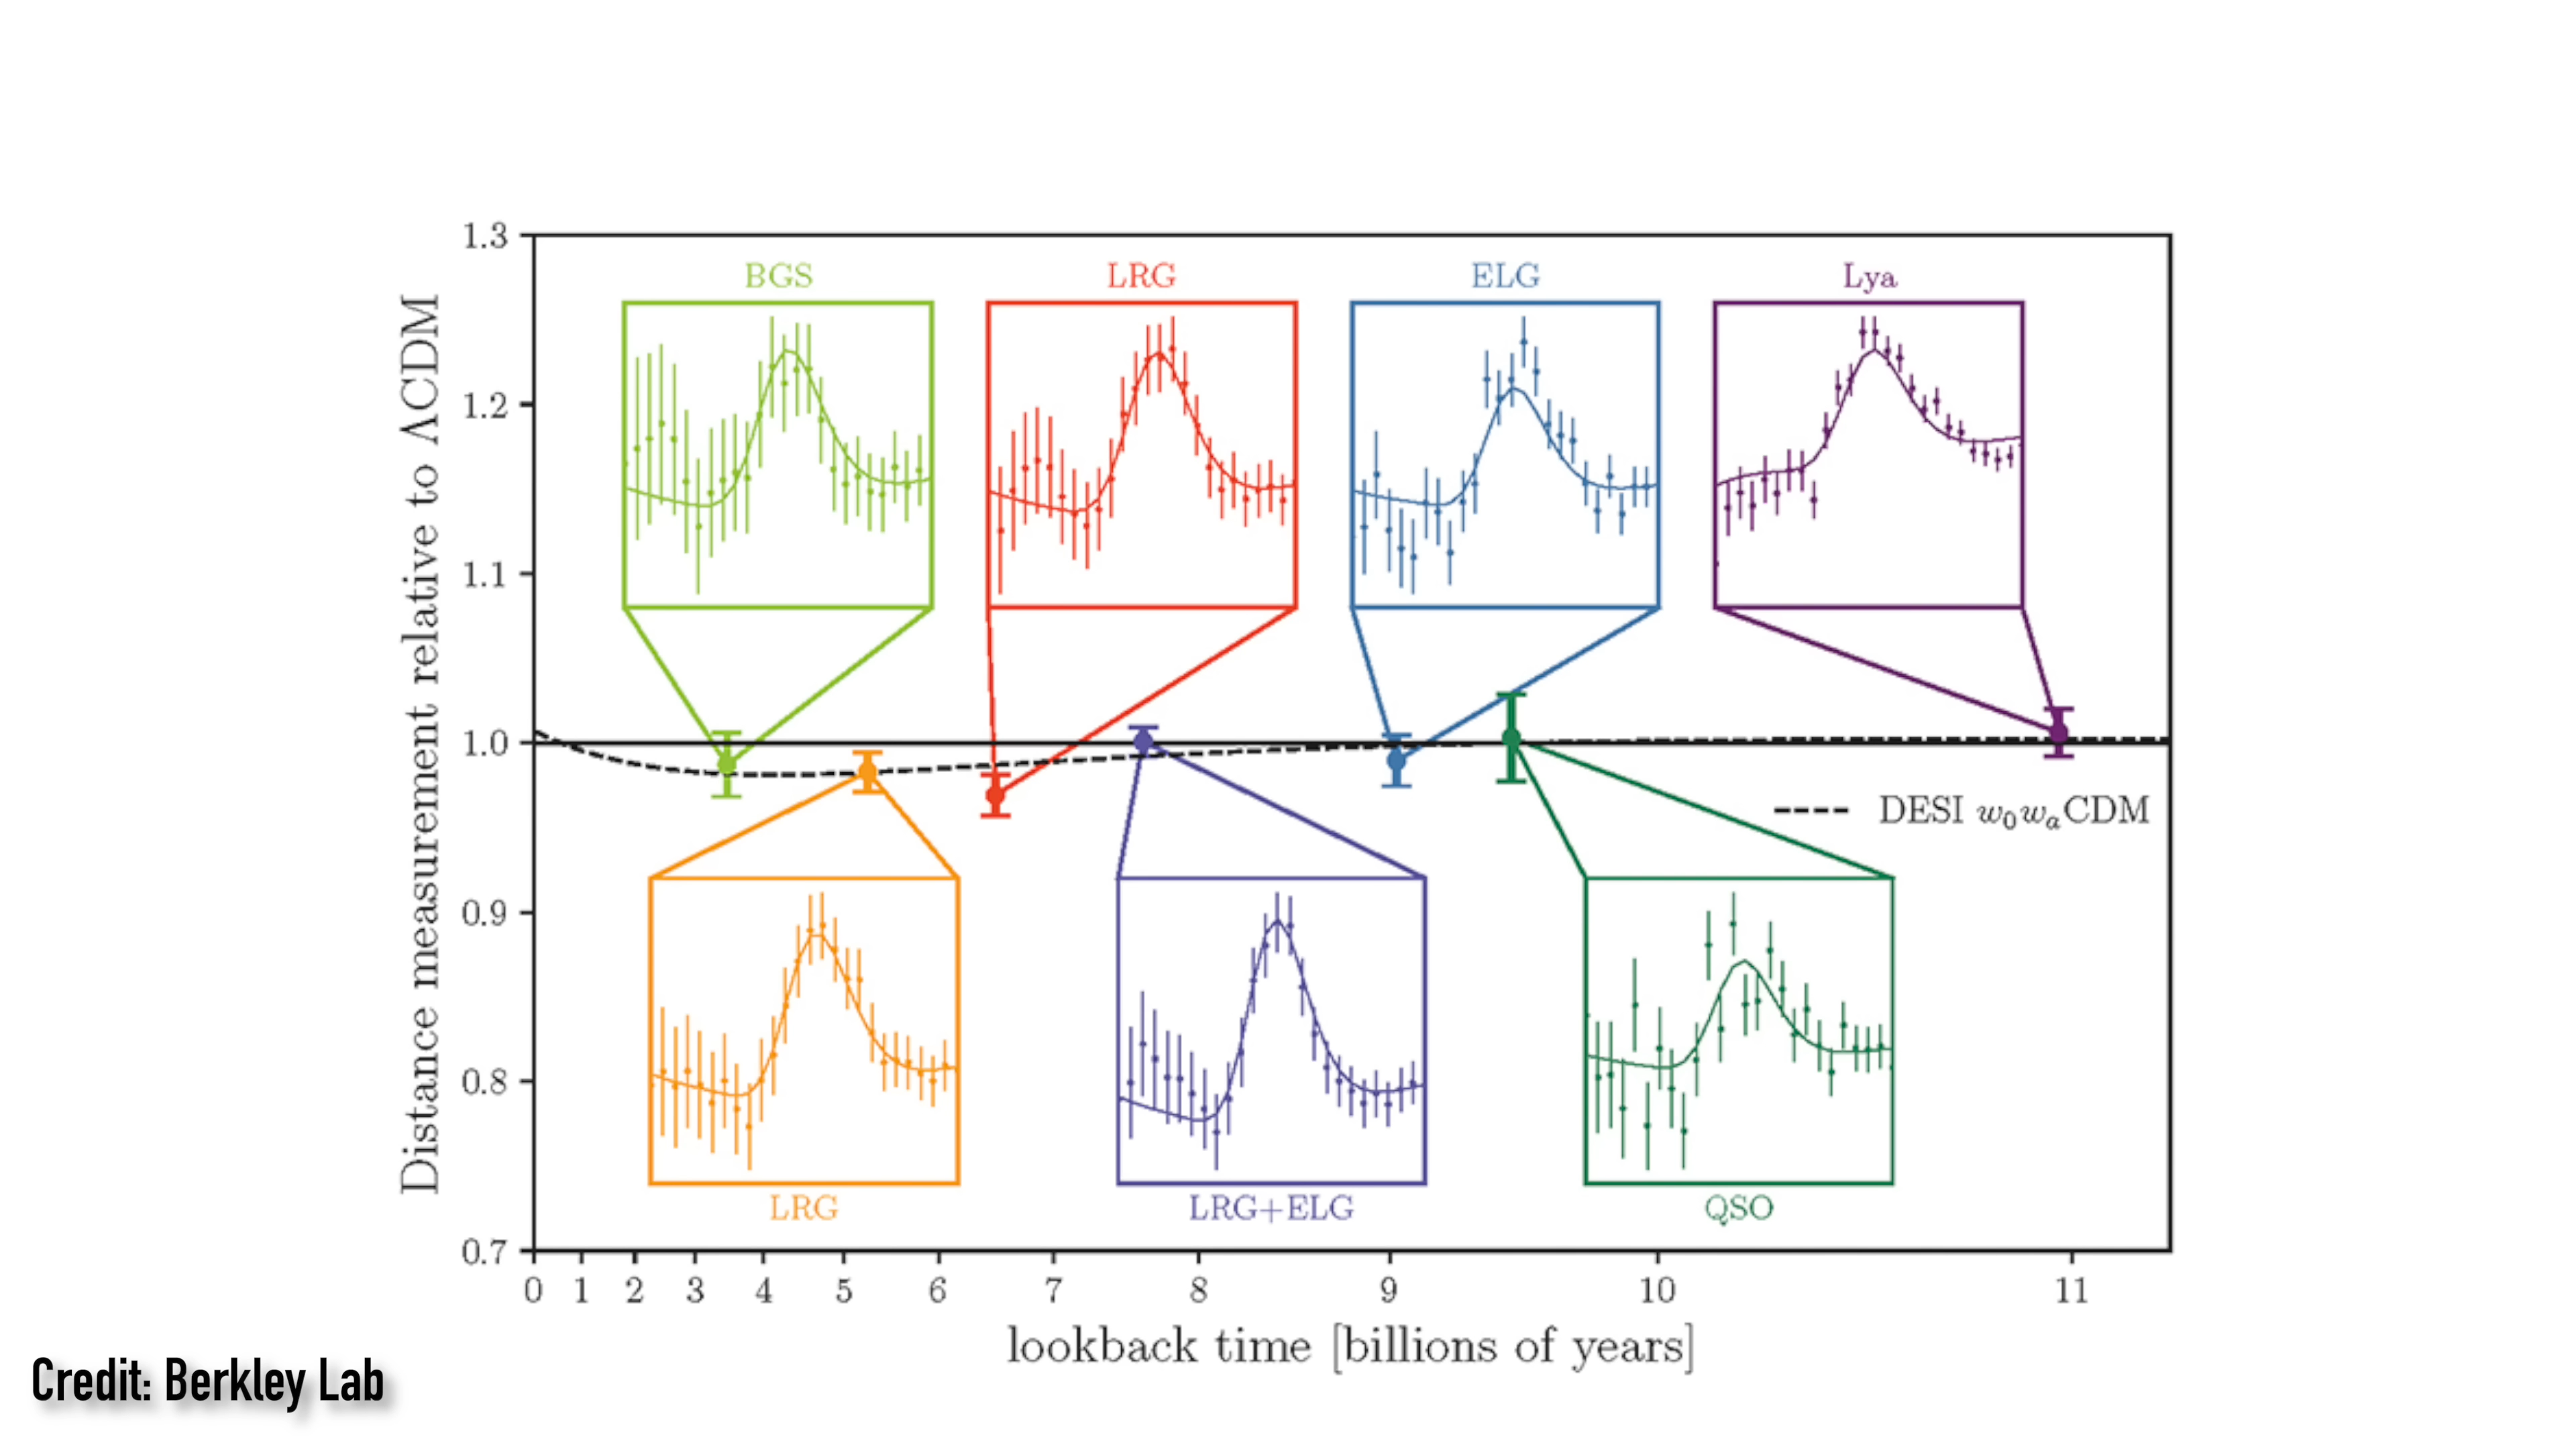 1.3
1.2
1.1
1.0
0.9
0.8
0.7
Distance measurement relative to ΛCDM
BGS
LRG
ELG
Lya
DESI w₀wₐCDM
LRG
LRG+ELG
QSO
0 1 2 3 4 5 6 7 8 9 10 11
lookback time [billions of years]
Credit: Berkley Lab